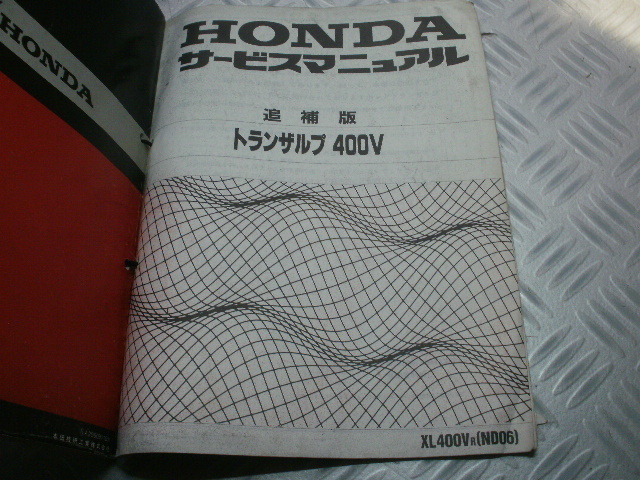 HONDA
HONDA
サービスマニュアル
追補版
トランザルプ 400V
XL400VR(ND06)